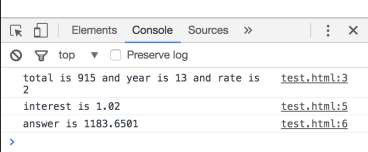 Elements Console Sources »
top ▼ Preserve log
total is 915 and year is 13 and rate is test.html:3
2
interest is 1.02 test.html:5
answer is 1183.6501 test.html:6
>